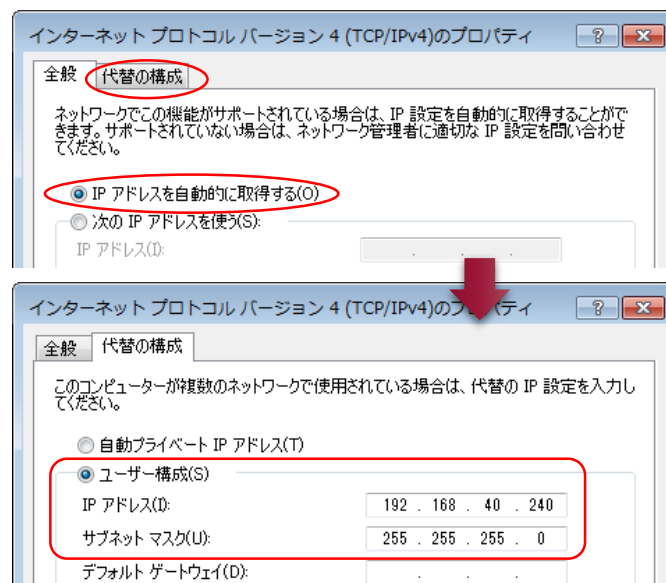 インターネット プロトコル バージョン 4 (TCP/IPv4)のプロパティ
全般 代替の構成
ネットワークでこの機能がサポートされている場合は、IP 設定を自動的に取得することがで
きます。サポートされていない場合は、ネットワーク管理者に適切な IP 設定を問い合わせ
てください。
IP アドレスを自動的に取得する(O)
次の IP アドレスを使う(S):
IP アドレス(I):
インターネット プロトコル バージョン 4 (TCP/IPv4)のプロパティ
全般 代替の構成
このコンピューターが複数のネットワークで使用されている場合は、代替の IP 設定を入力し
てください。
自動プライベート IP アドレス(T)
ユーザー構成(S)
IP アドレス(I): 192 . 168 . 40 . 240
サブネット マスク(U): 255 . 255 . 255 . 0
デフォルト ゲートウェイ(D):